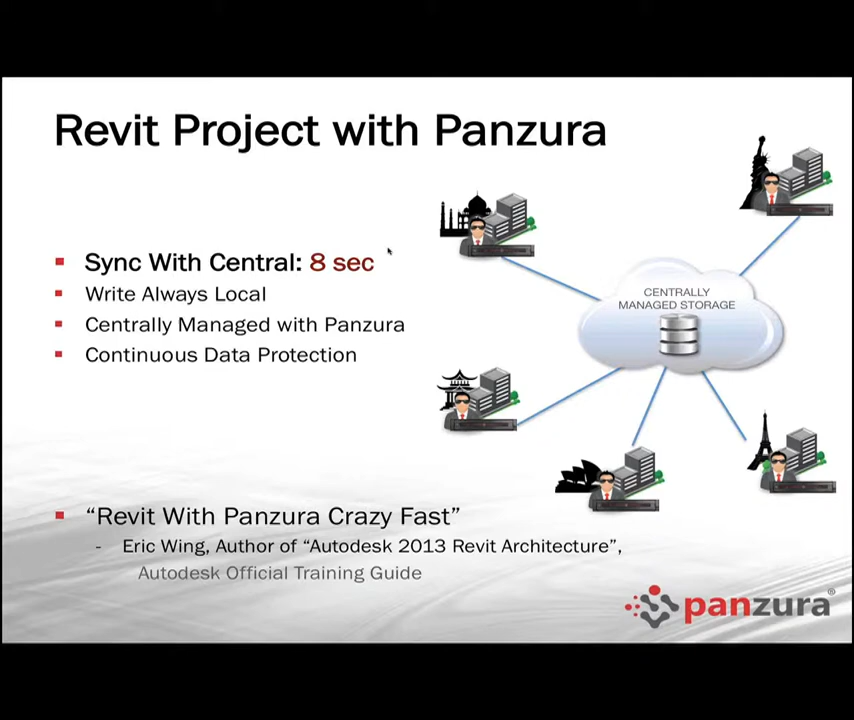 Revit Project with Panzura
Sync With Central: 8 sec
Write Always Local
Centrally Managed with Panzura
Continuous Data Protection
CENTRALLY
MANAGED STORAGE
“Revit With Panzura Crazy Fast”
- Eric Wing, Author of “Autodesk 2013 Revit Architecture”,
Autodesk Official Training Guide
panzura®